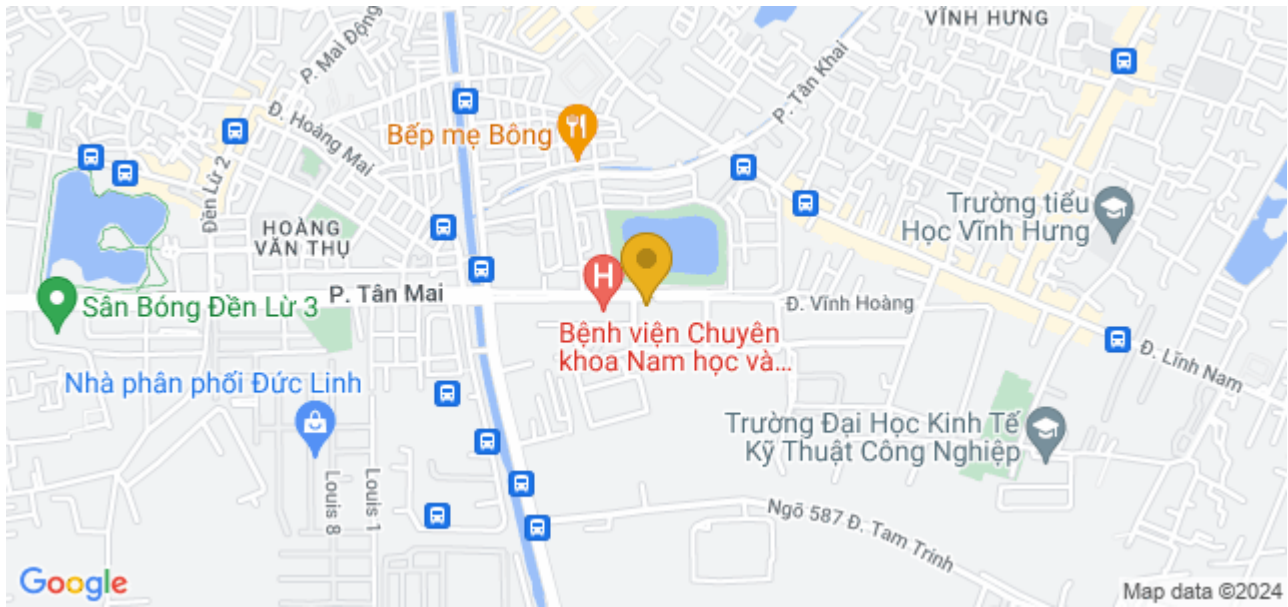 VĨNH HƯNG
P. Mai Động
P. Tân Khai
Đ. Hoàng Mai
Bếp mẹ Bông
Đền Lừ 2
HOÀNG
VĂN THỤ
Trường tiểu
Học Vĩnh Hưng
H
P. Tân Mai
Sân Bóng Đền Lừ 3
Đ. Vĩnh Hoàng
Bệnh viện Chuyên
khoa Nam học và...
Đ. Lĩnh Nam
Nhà phân phối Đức Linh
Trường Đại Học Kinh Tế
Kỹ Thuật Công Nghiệp
Louis 8
Louis 1
Ngõ 587 Đ. Tam Trinh
Google
Map data ©2024